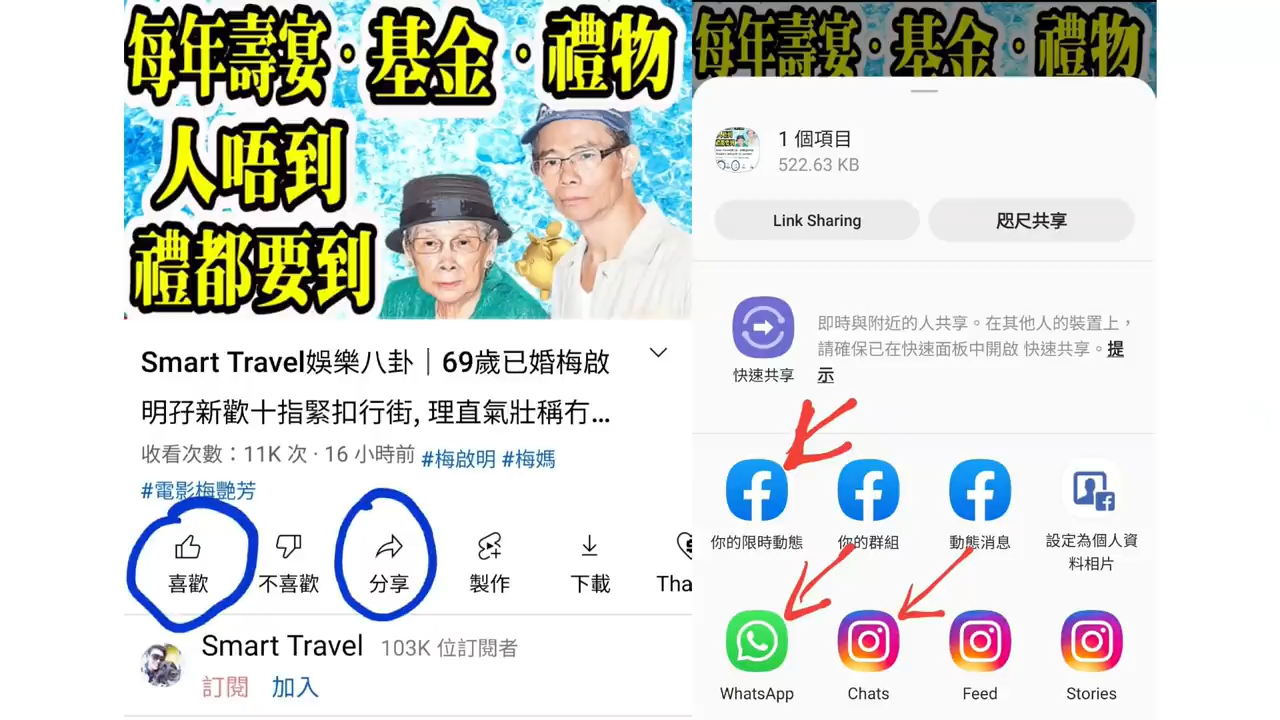 每年壽宴·基金·禮物
人唔到
禮都要到
Smart Travel娛樂八卦｜69歲已婚梅啟
明孖新歡十指緊扣行街, 理直氣壯稱冇...
收看次數：11K 次 · 16 小時前 #梅啟明 #梅媽
#電影梅艷芳
喜歡
不喜歡
分享
製作
下載
Tha
Smart Travel 103K 位訂閱者
訂閱 加入
每年壽宴·基金·禮物
1 個項目
522.63 KB
Link Sharing
咫尺共享
快速共享
即時與附近的人共享。在其他人的裝置上，
請確保已在快速面板中開啟 快速共享。提
示
你的限時動態
你的群組
動態消息
設定為個人資
料相片
WhatsApp
Chats
Feed
Stories